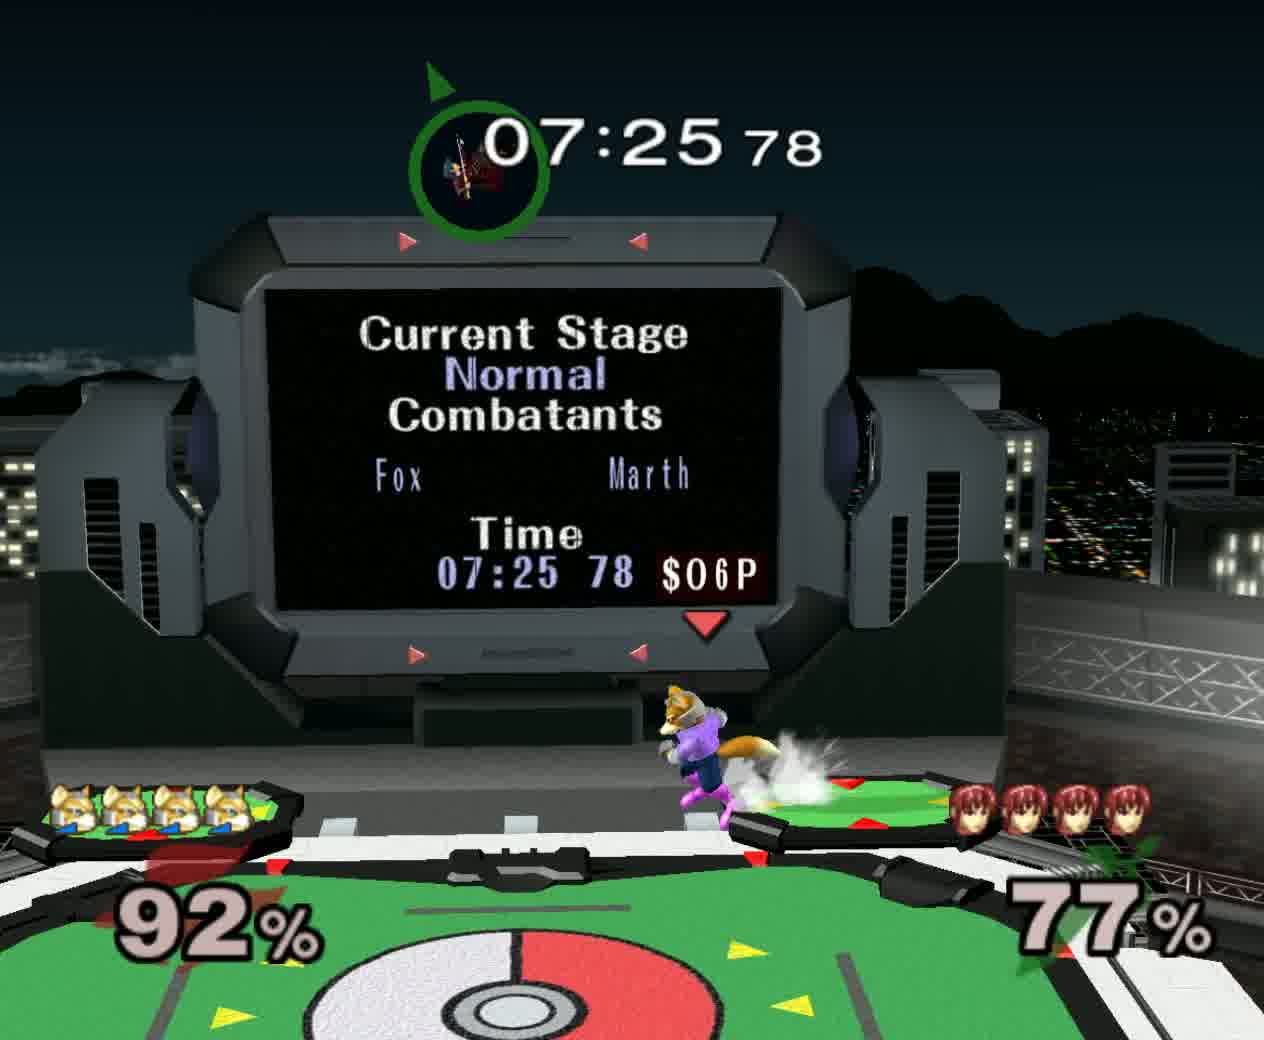 07:25 78
Current Stage
Normal
Combatants
Fox Marth
Time
07:25 78
$06P
92%
77%